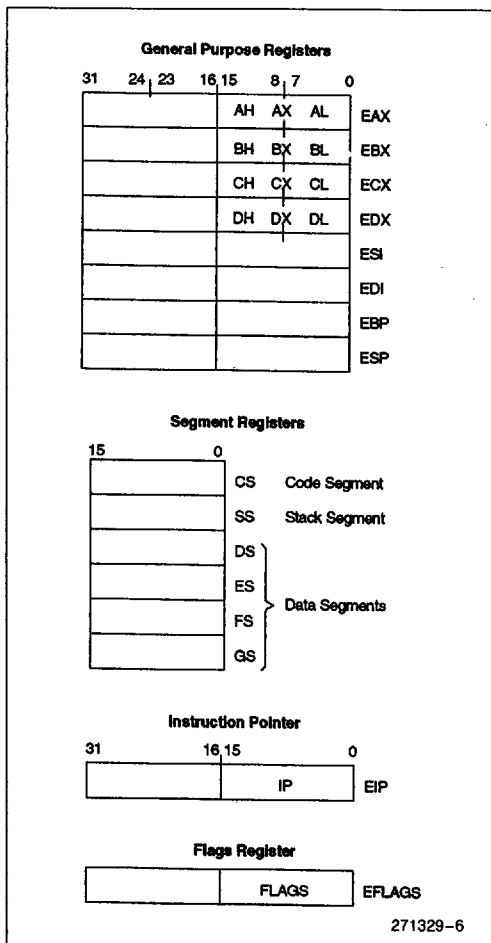 General Purpose Registers
31 24 23 16 15 8 7 0
AH AX AL EAX
BH BX BL EBX
CH CX CL ECX
DH DX DL EDX
ESI
EDI
EBP
ESP
Segment Registers
15 0
CS Code Segment
SS Stack Segment
DS
ES
Data Segments
FS
GS
Instruction Pointer
31 16 15 0
IP EIP
Flags Register
FLAGS EFLAGS
271329–6